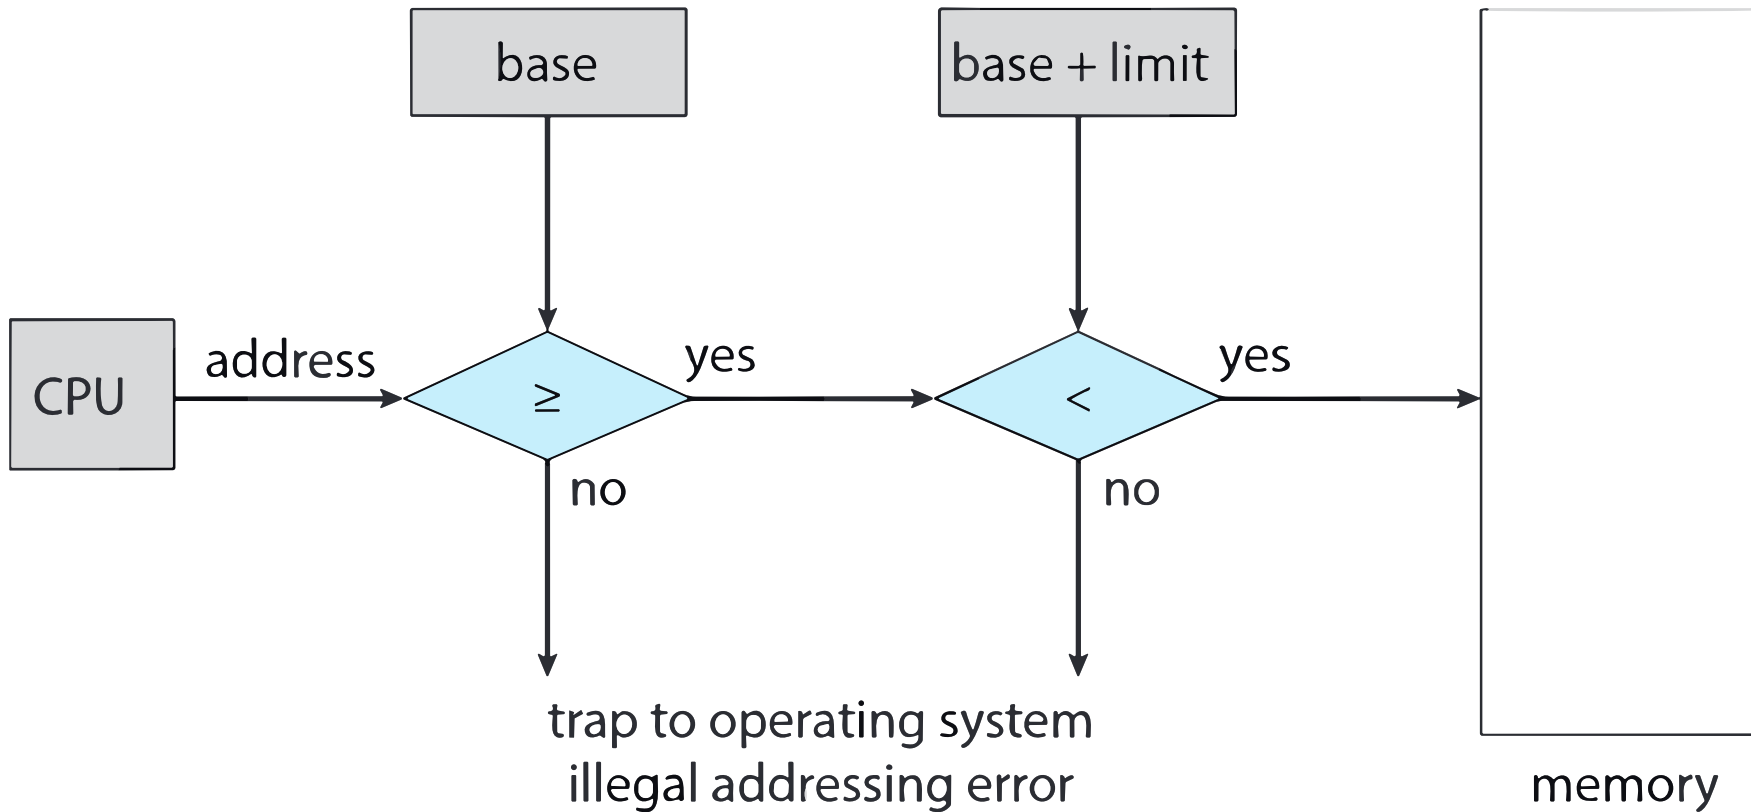 base
base + limit
CPU
address
≥
yes
<
yes
no
no
trap to operating system
illegal addressing error
memory